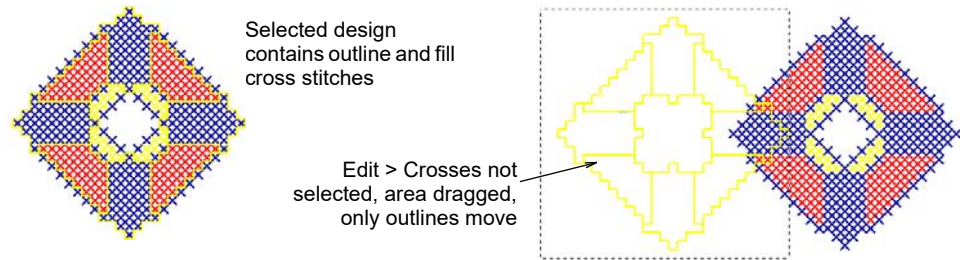 Selected design
contains outline and fill
cross stitches
Edit > Crosses not
selected, area dragged,
only outlines move